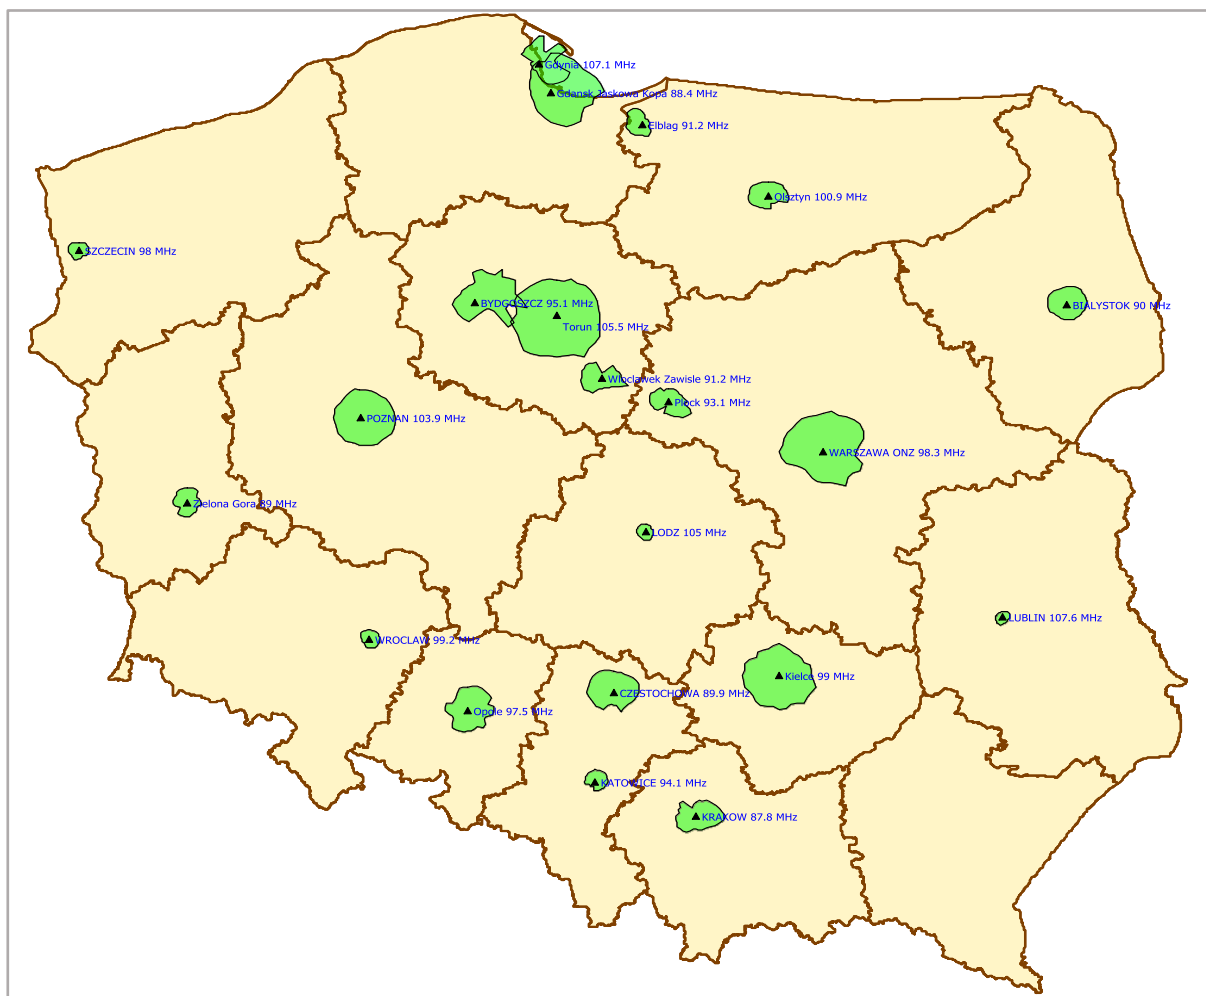 Gdynia 107.1 MHz
Gdansk Jaskowa Kopa 88.4 MHz
Elblag 91.2 MHz
Olsztyn 100.9 MHz
SZCZECIN 98 MHz
BYDGOSZCZ 95.1 MHz
BIALYSTOK 90 MHz
Torun 105.5 MHz
Wloclawek Zawisle 91.2 MHz
Plock 93.1 MHz
POZNAN 103.9 MHz
WARSZAWA ONZ 98.3 MHz
Zielona Gora 89 MHz
LODZ 105 MHz
LUBLIN 107.6 MHz
WROCLAW 99.2 MHz
Kielce 99 MHz
CZESTOCHOWA 89.9 MHz
Opole 97.5 MHz
KATOWICE 94.1 MHz
KRAKOW 87.8 MHz